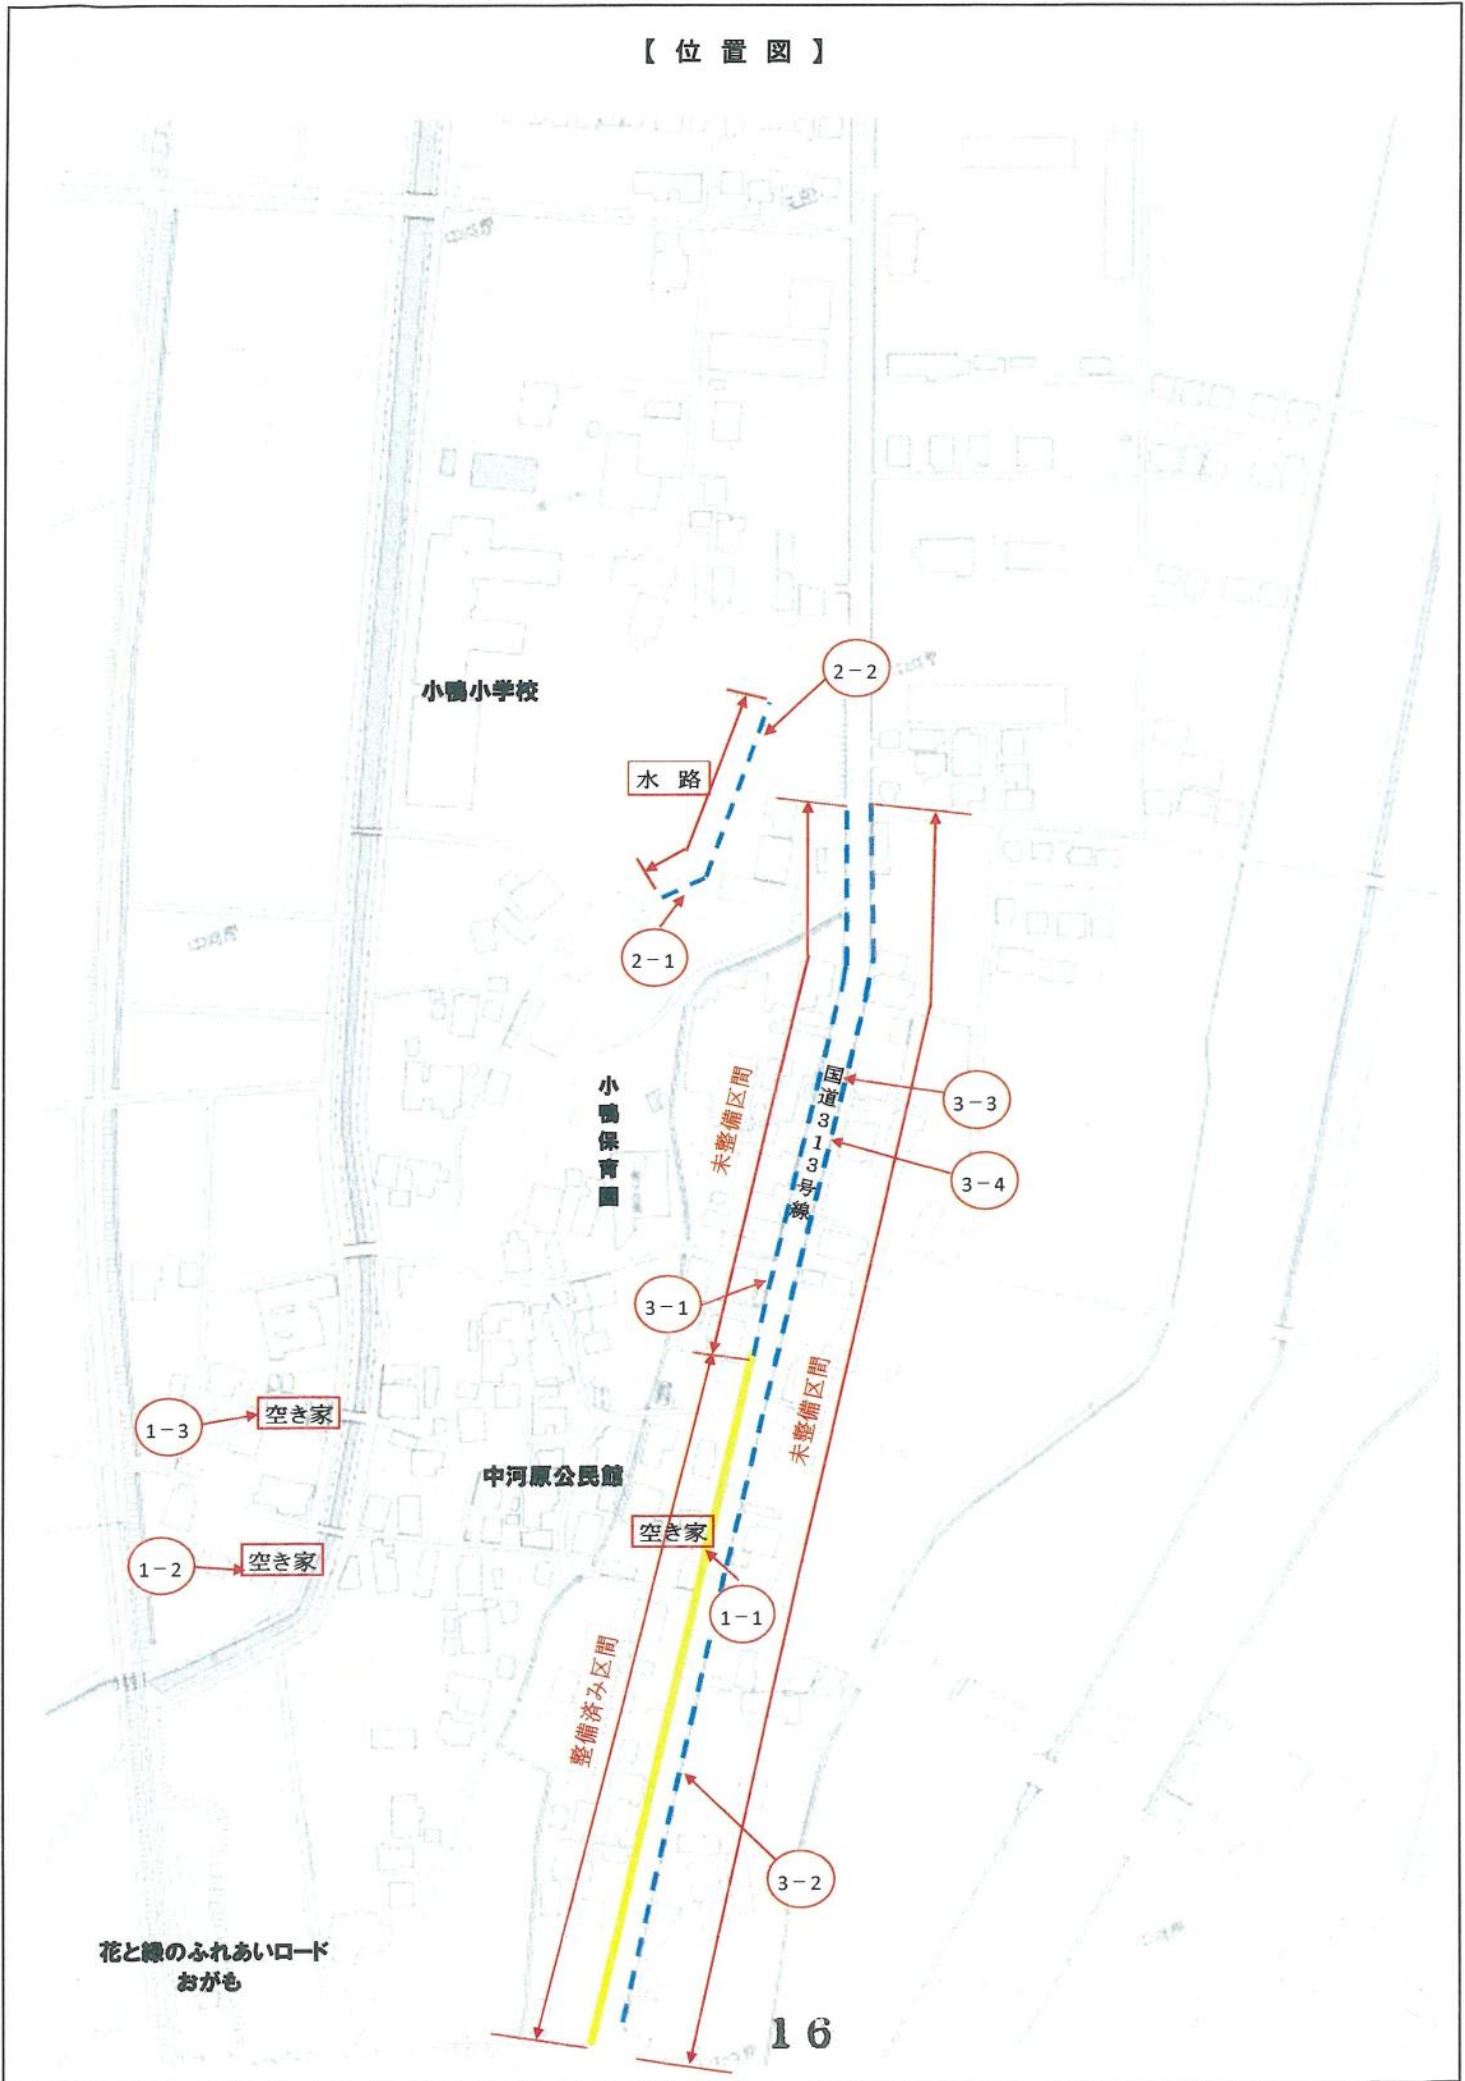 【 位 置 図 】
小鴨小学校
2－2
水 路
2－1
小鴨保育園
未整備区間
国道３１３号線
3－3
3－4
3－1
未整備区間
1－3
空き家
中河原公民館
空き家
1－2
空き家
1－1
整備済み区間
3－2
花と緑のふれあいロード
おがも
16